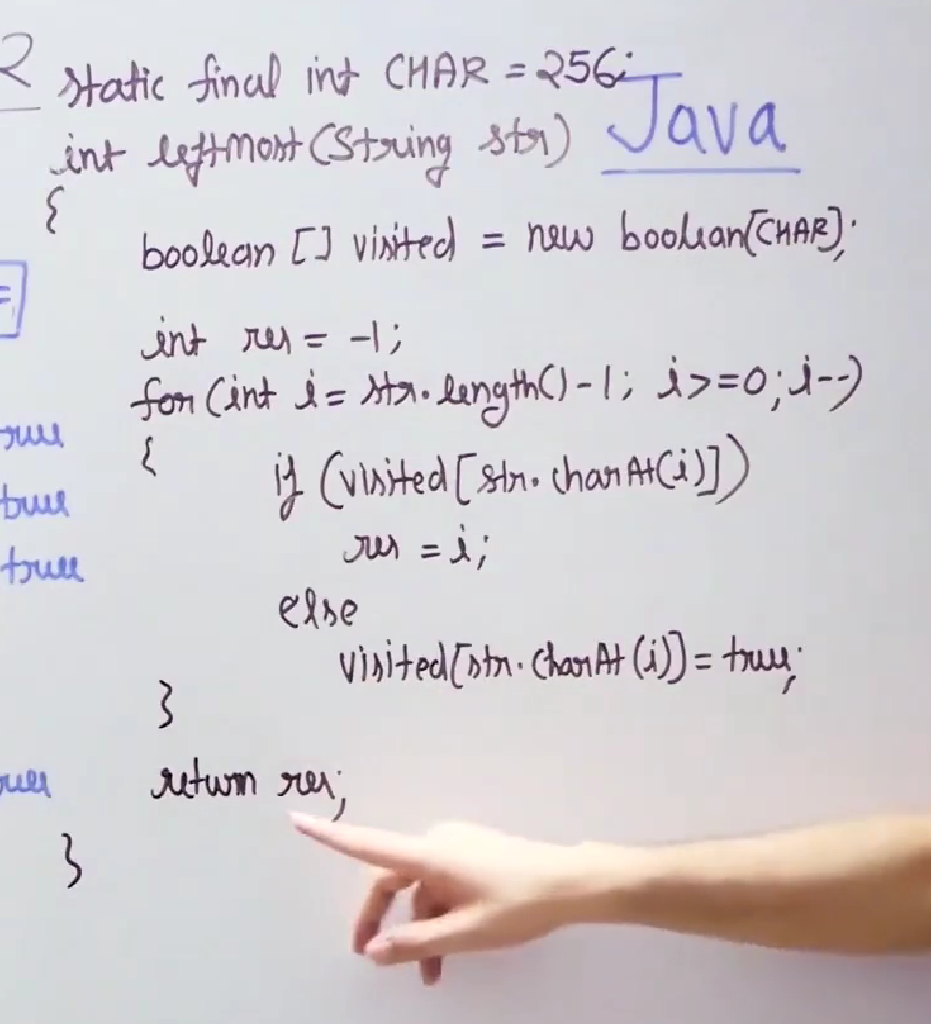 2
static final int CHAR = 256;
Java
int leftmost(String str)
{
boolean [] visited = new boolean[CHAR];
int res = -1;
for (int i = str.length()-1; i>=0; i--)
{
if (visited[str.charAt(i)])
res = i;
else
visited[str.charAt(i)] = true;
}
return res;
}
true
true